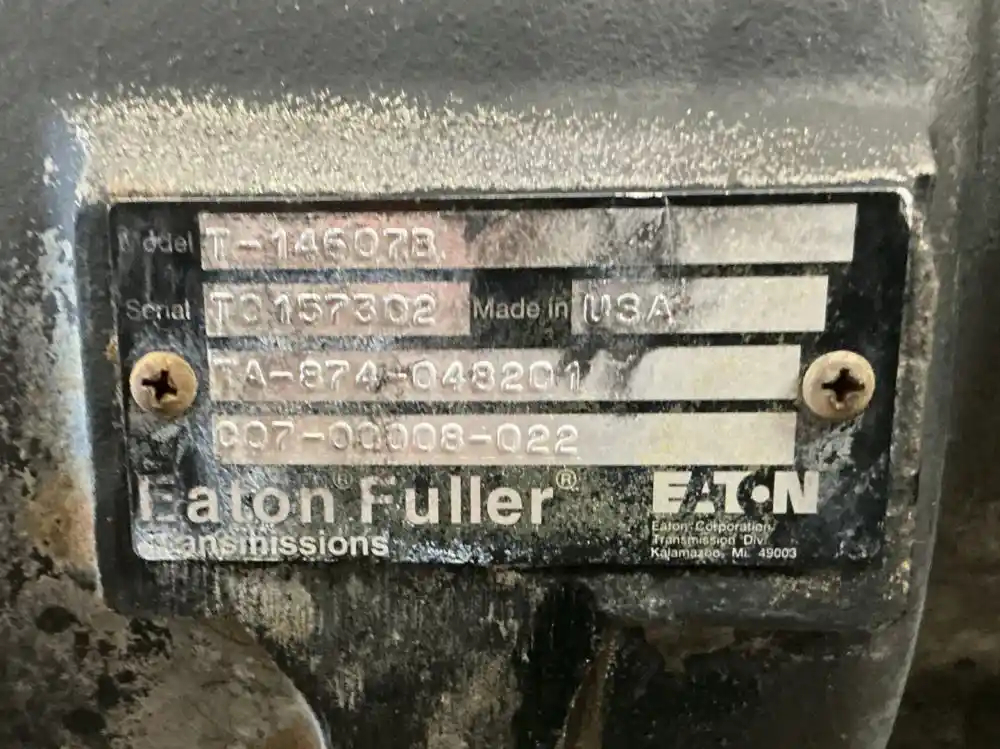 Model T-14607B
Serial TC157302 Made in USA
TA-874-048201
C07-00008-022
Eaton® Fuller®
Transmissions
EATON
Eaton Corporation
Transmission Div.
Kalamazoo, MI. 49003